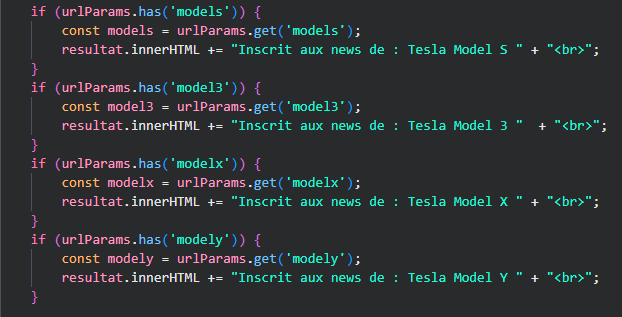 if (urlParams.has('models')) {
const models = urlParams.get('models');
resultat.innerHTML += "Inscrit aux news de : Tesla Model S " + "<br>";
}
if (urlParams.has('model3')) {
const model3 = urlParams.get('model3');
resultat.innerHTML += "Inscrit aux news de : Tesla Model 3 "  + "<br>";
}
if (urlParams.has('modelx')) {
const modelx = urlParams.get('modelx');
resultat.innerHTML += "Inscrit aux news de : Tesla Model X " + "<br>";
}
if (urlParams.has('modely')) {
const modely = urlParams.get('modely');
resultat.innerHTML += "Inscrit aux news de : Tesla Model Y " + "<br>";
}